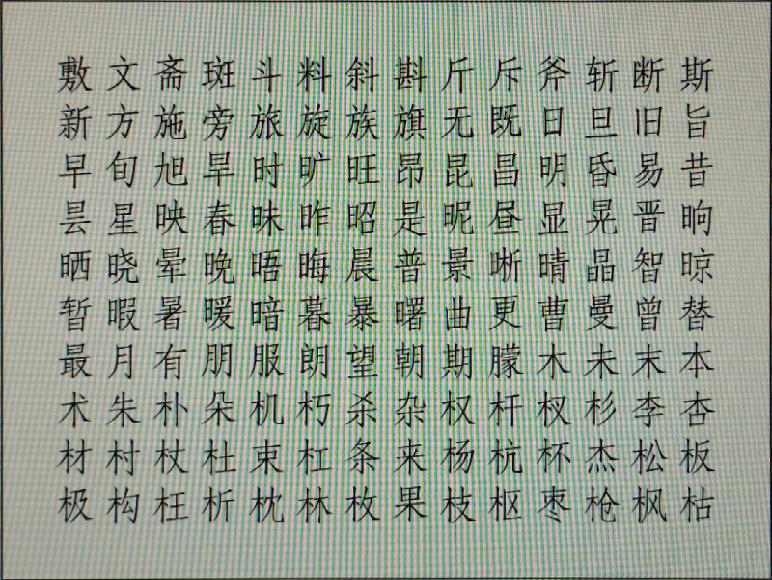 敷文斋斑斗料斜斟斤斥斧斩断斯
新方施旁旅旋族旗无既日旦旧旨
早旬旭旱时旷旺昂昆昌明昏易昔
昙星映春昧昨昭是昵昼显晃晋晌
晒晓晕晚晤晦晨普景晰晴晶智晾
暂暇暑暖暗暮暴曙曲更曹曼曾替
最月有朋服朗望朝期朦木未末本
术朱朴朵机朽杀杂权杆杈杉李杏
材村杖杜束杠条来杨杭杯杰松板
极构枉析枕林枚果枝枢枣枪枫枯